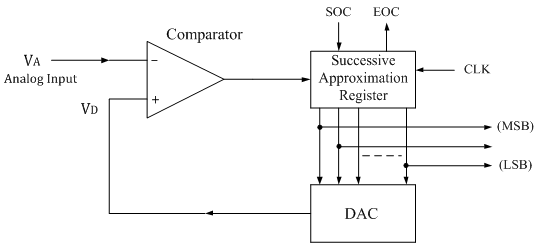 SOC EOC
Comparator
Successive
Approximation
Register
VA
Analog Input
−
+
CLK
VD
(MSB)
(LSB)
DAC